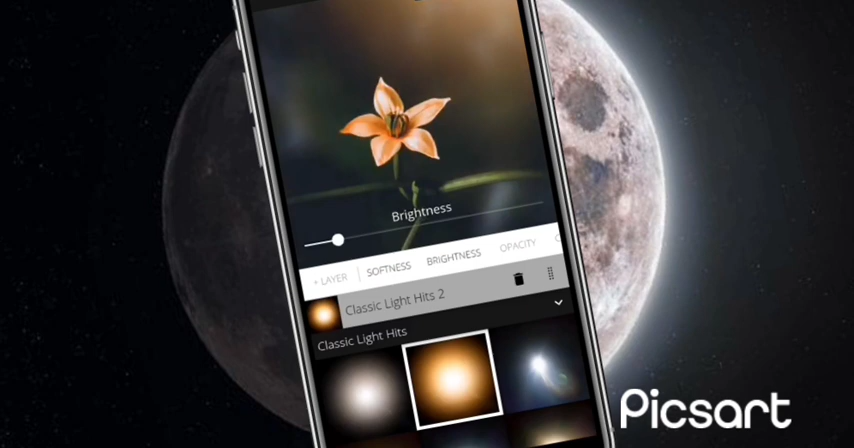 Brightness
+ LAYER | SOFTNESS BRIGHTNESS OPACITY
Classic Light Hits 2
Classic Light Hits
Picsart